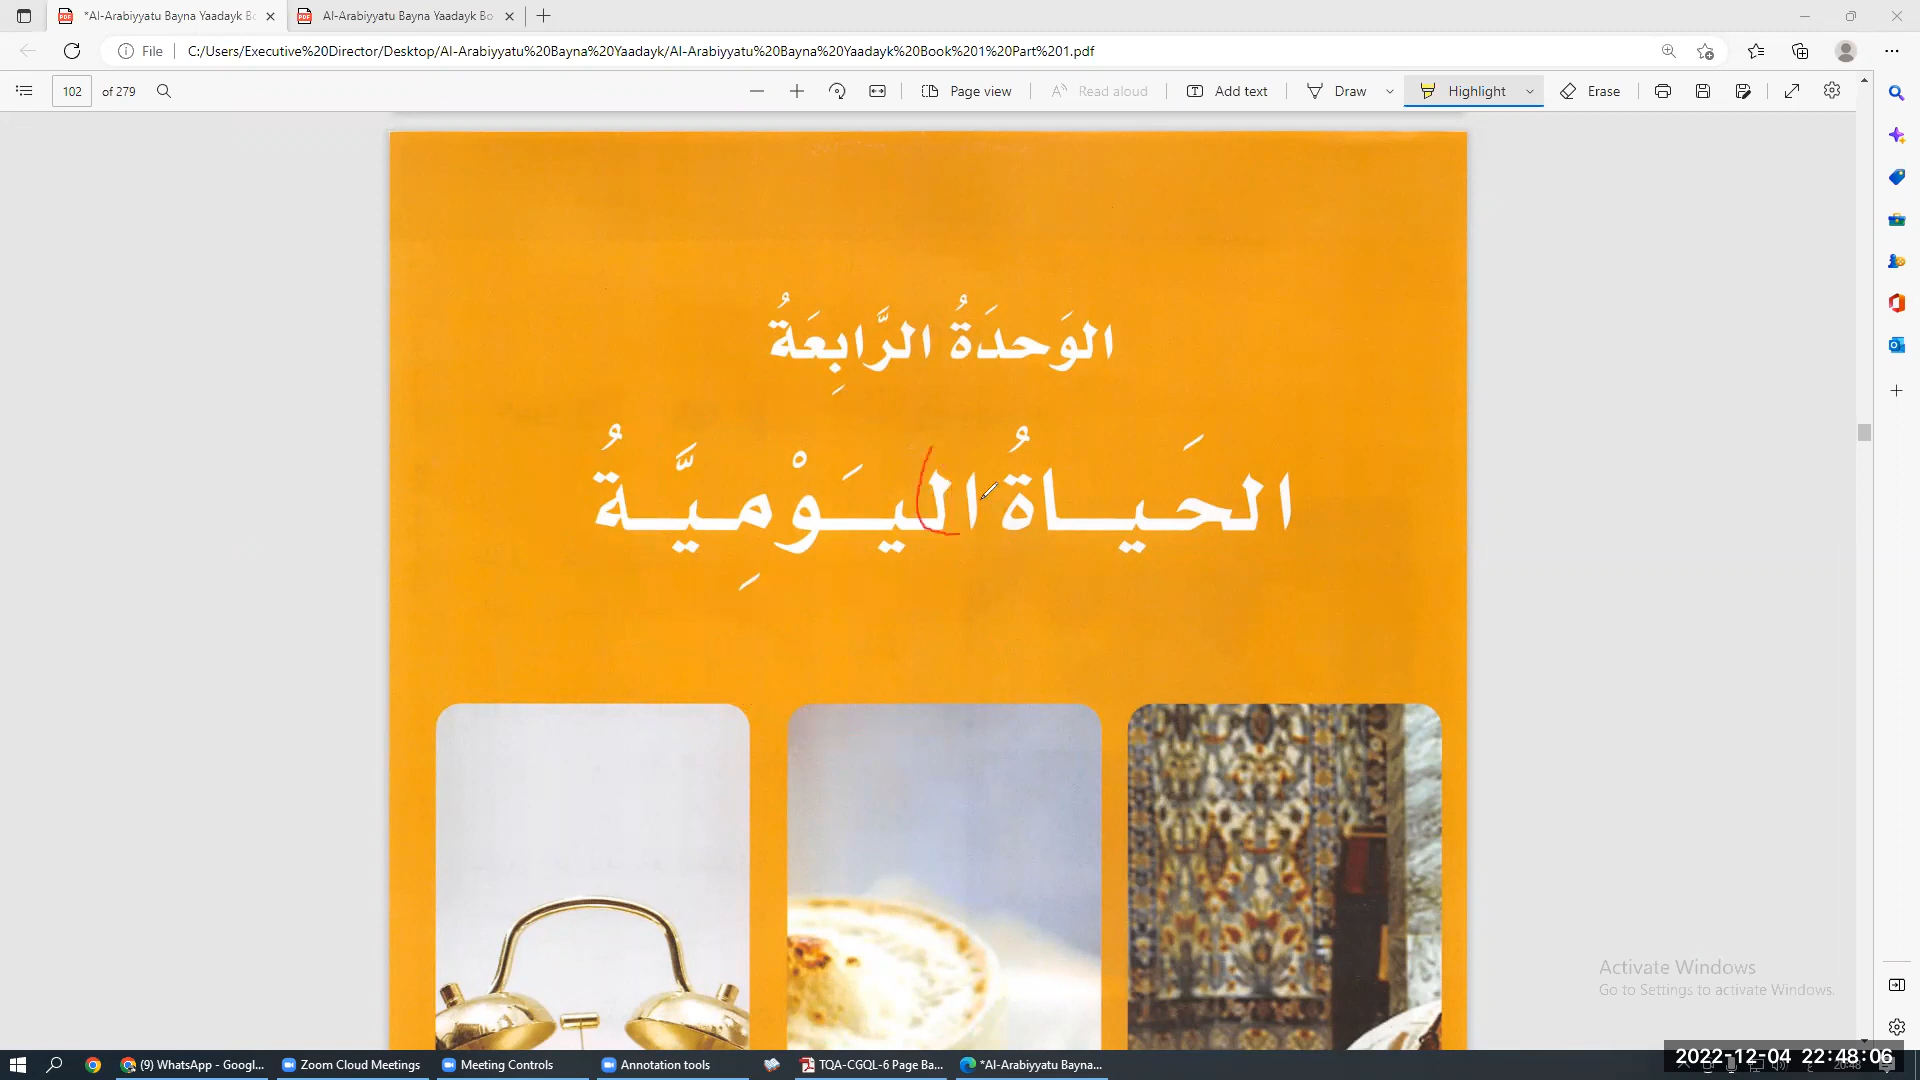 *Al-Arabiyyatu Bayna Yaadayk Bo
Al-Arabiyyatu Bayna Yaadayk Bo
File
C:/Users/Executive%20Director/Desktop/Al-Arabiyyatu%20Bayna%20Yaadayk/Al-Arabiyyatu%20Bayna%20Yaadayk%20Book%201%20Part%201.pdf
102 of 279
Page view
Read aloud
Add text
Draw
Highlight
Erase
الوَحدَةُ الرَّابِعَةُ
الحَيـاةُ اليَـوْمِيَّـةُ
Activate Windows
Go to Settings to activate Windows.
(9) WhatsApp - Googl...
Zoom Cloud Meetings
Meeting Controls
Annotation tools
TQA-CGQL-6 Page Ba...
*Al-Arabiyyatu Bayna...
2022-12-04 22:48:06